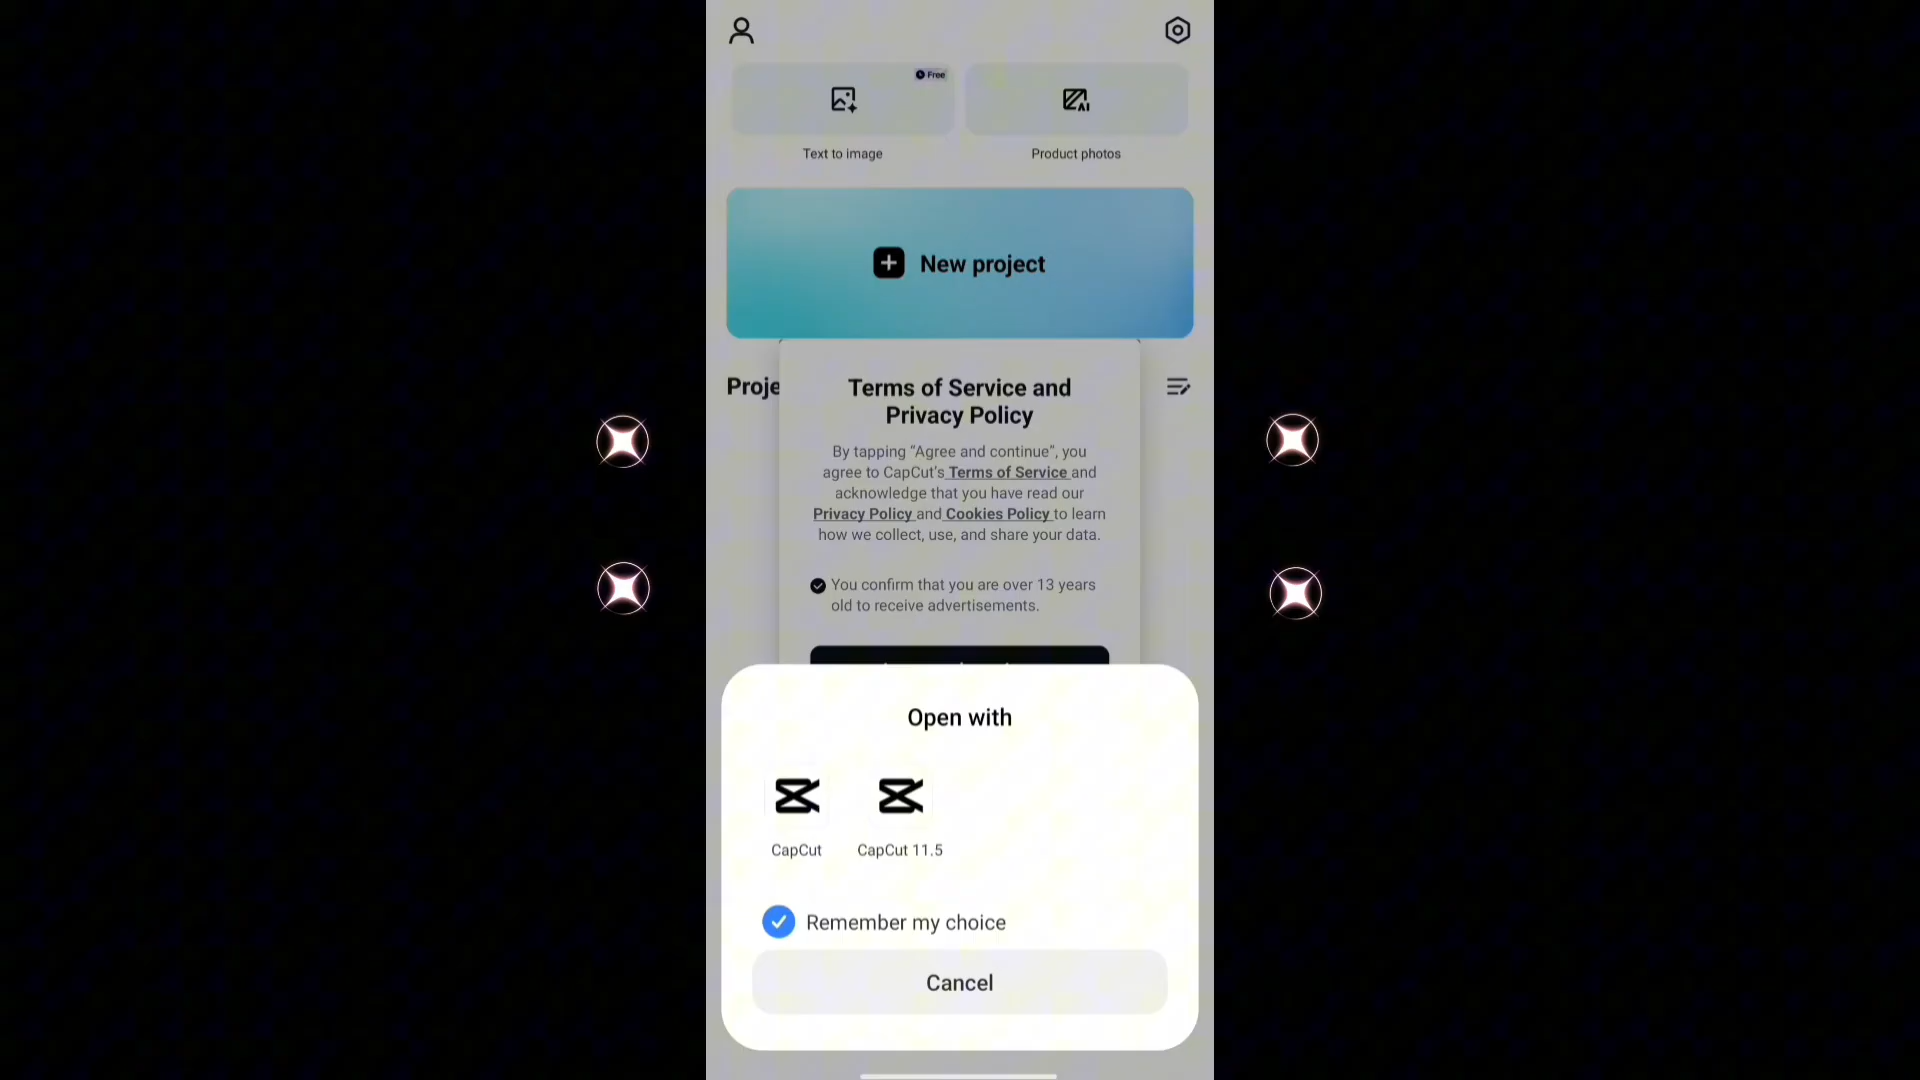 Free
Text to image
Product photos
New project
Proje
Terms of Service and
Privacy Policy
By tapping “Agree and continue”, you
agree to CapCut’s Terms of Service and
acknowledge that you have read our
Privacy Policy and Cookies Policy to learn
how we collect, use, and share your data.
You confirm that you are over 13 years
old to receive advertisements.
Open with
CapCut
CapCut 11.5
Remember my choice
Cancel